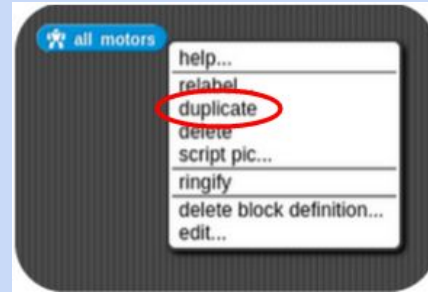 all motors
help...
relabel
duplicate
delete
script pic...
ringify
delete block definition...
edit...